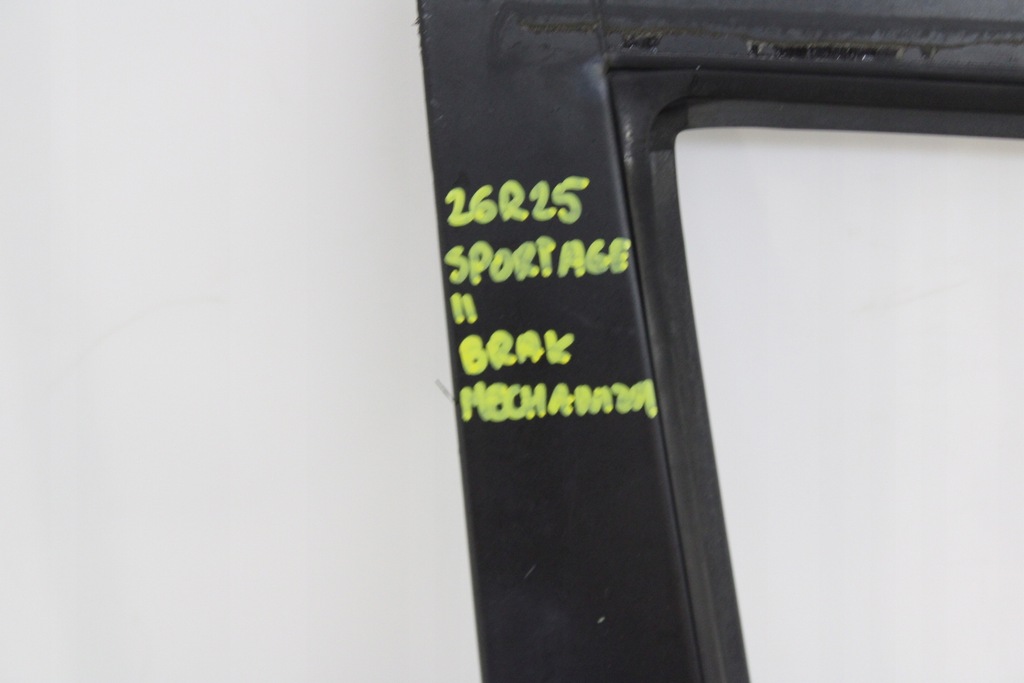 26R25
SPORTAGE
II
BRAK
MECHANIZM